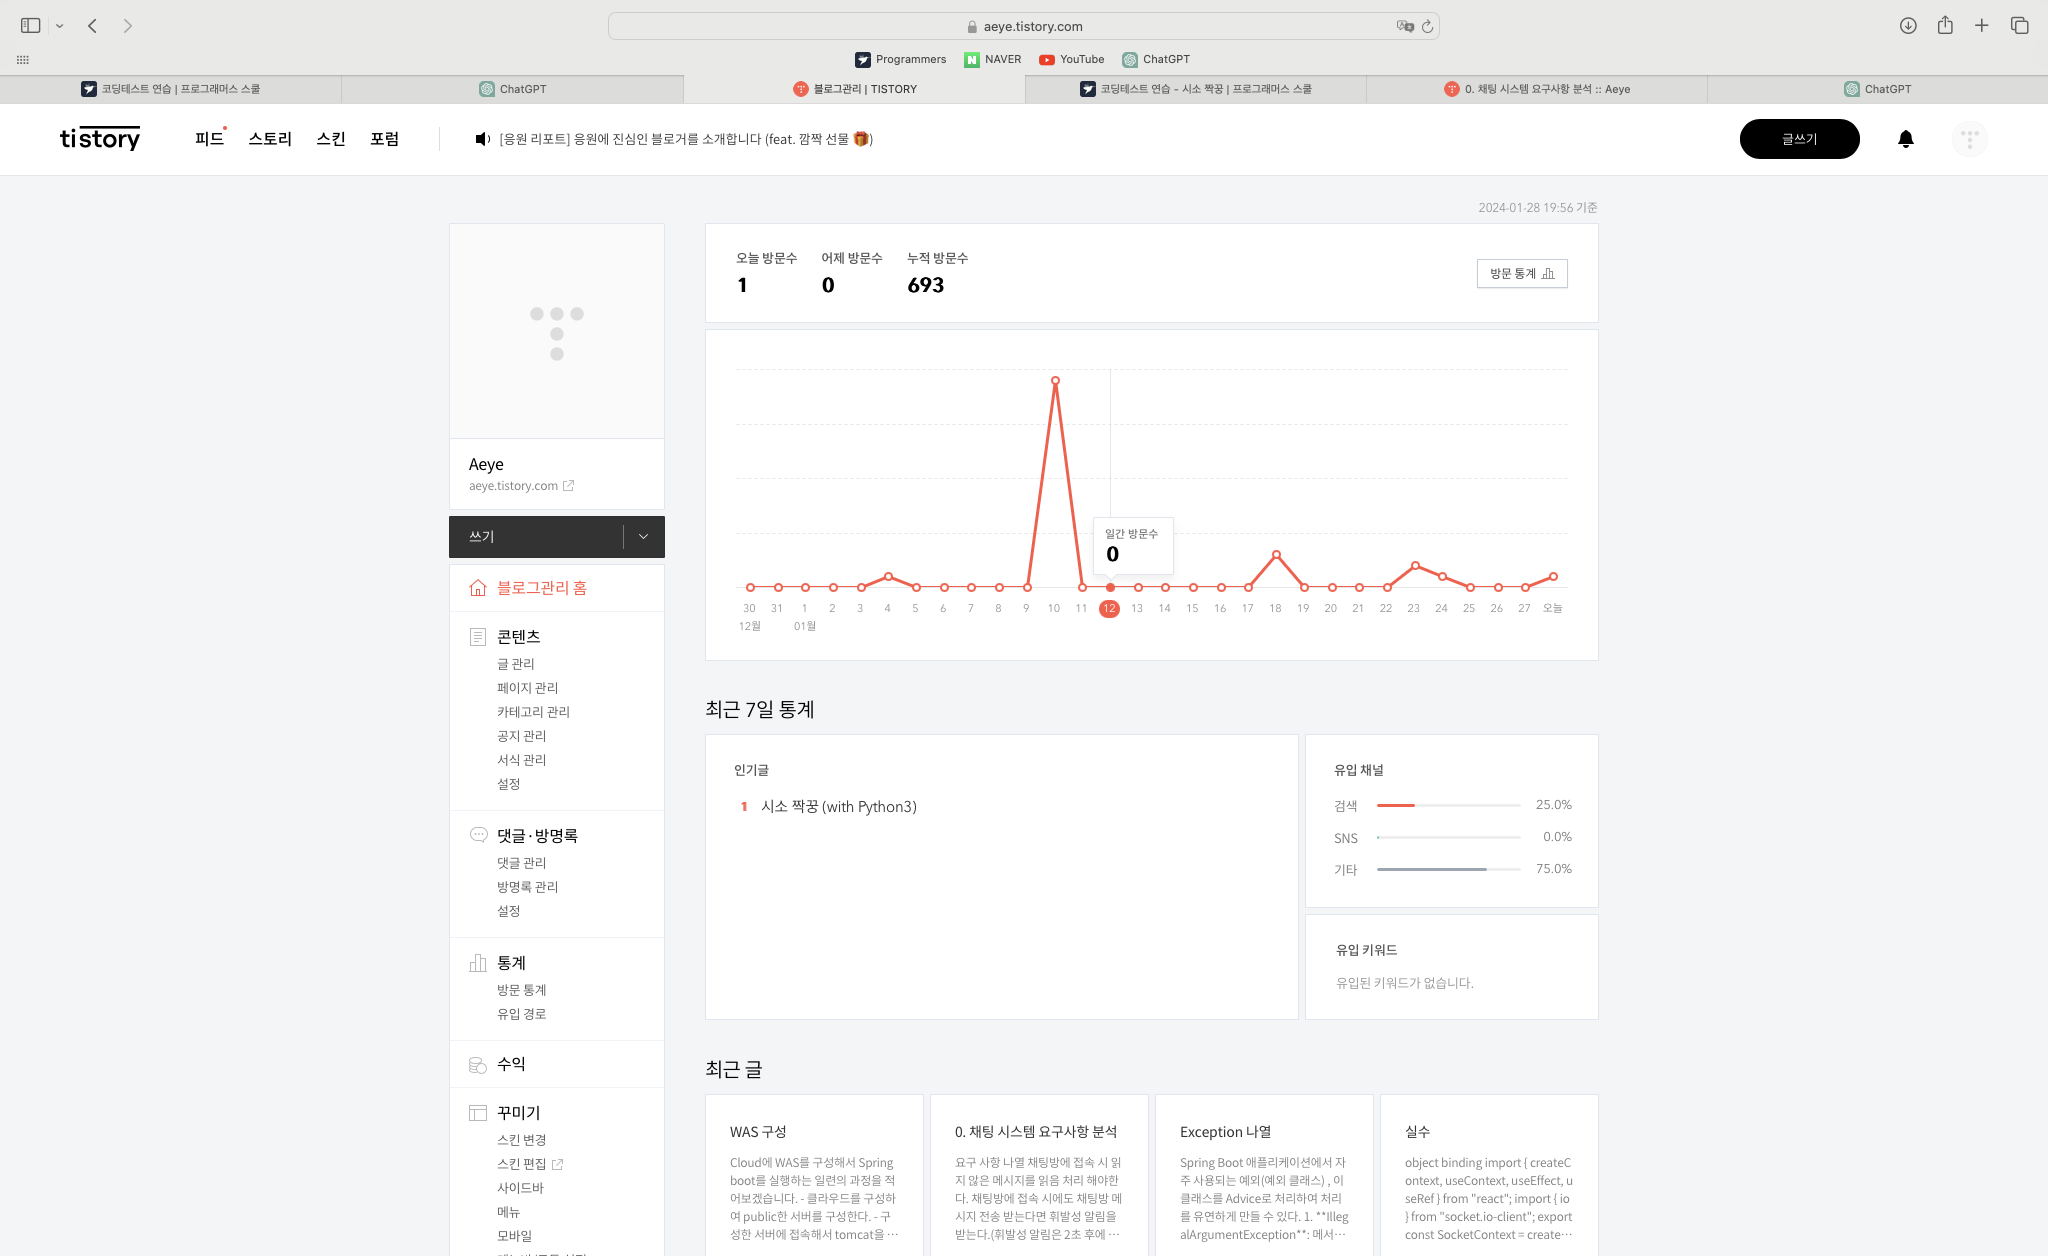 aeye.tistory.com
Programmers
NAVER
YouTube
ChatGPT
코딩테스트 연습 | 프로그래머스 스쿨
ChatGPT
블로그관리 | TISTORY
코딩테스트 연습 - 시소 짝꿍 | 프로그래머스 스쿨
0. 채팅 시스템 요구사항 분석 :: Aeye
ChatGPT
tistory
피드
스토리
스킨
포럼
[응원 리포트] 응원에 진심인 블로거를 소개합니다 (feat. 깜짝 선물 🎁)
글쓰기
2024-01-28 19:56 기준
Aeye
aeye.tistory.com
쓰기
블로그관리 홈
콘텐츠
글 관리
페이지 관리
카테고리 관리
공지 관리
서식 관리
설정
댓글·방명록
댓글 관리
방명록 관리
설정
통계
방문 통계
유입 경로
수익
꾸미기
스킨 변경
스킨 편집
사이드바
메뉴
모바일
오늘 방문수 어제 방문수 누적 방문수
1 0 693
방문 통계
일간 방문수
0
30 31 1 2 3 4 5 6 7 8 9 10 11 12 13 14 15 16 17 18 19 20 21 22 23 24 25 26 27 오늘
12월 01월
최근 7일 통계
인기글
1 시소 짝꿍 (with Python3)
유입 채널
검색 25.0%
SNS 0.0%
기타 75.0%
유입 키워드
유입된 키워드가 없습니다.
최근 글
WAS 구성
Cloud에 WAS를 구성해서 Spring
boot를 실행하는 일련의 과정을 적
어보겠습니다. - 클라우드를 구성하
여 public한 서버를 구성한다. - 구
성한 서버에 접속해서 tomcat을 …
0. 채팅 시스템 요구사항 분석
요구 사항 나열 채팅방에 접속 시 읽
지 않은 메시지를 읽음 처리 해야한
다. 채팅방에 접속 시에도 채팅방 메
시지 전송 받는다면 휘발성 알림을
받는다.(휘발성 알림은 2초 후에 …
Exception 나열
Spring Boot 애플리케이션에서 자
주 사용되는 예외(예외 클래스) , 이
클래스를 Advice로 처리하여 처리
를 유연하게 만들 수 있다. 1. **Illeg
alArgumentException**: 메서…
실수
object binding import { createC
ontext, useContext, useEffect, u
seRef } from "react"; import { io
} from "socket.io-client"; export
const SocketContext = create…